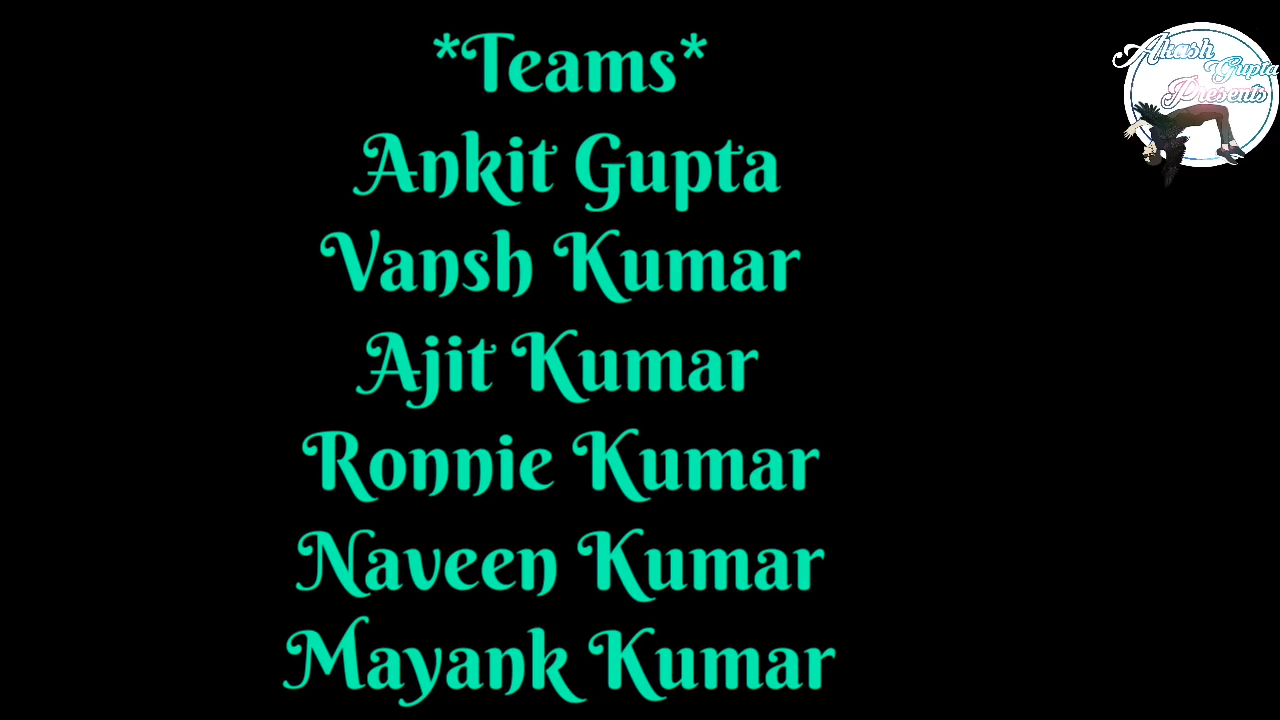 *Teams*
Ankit Gupta
Vansh Kumar
Ajit Kumar
Ronnie Kumar
Naveen Kumar
Mayank Kumar
Akash
Gupta
Presents